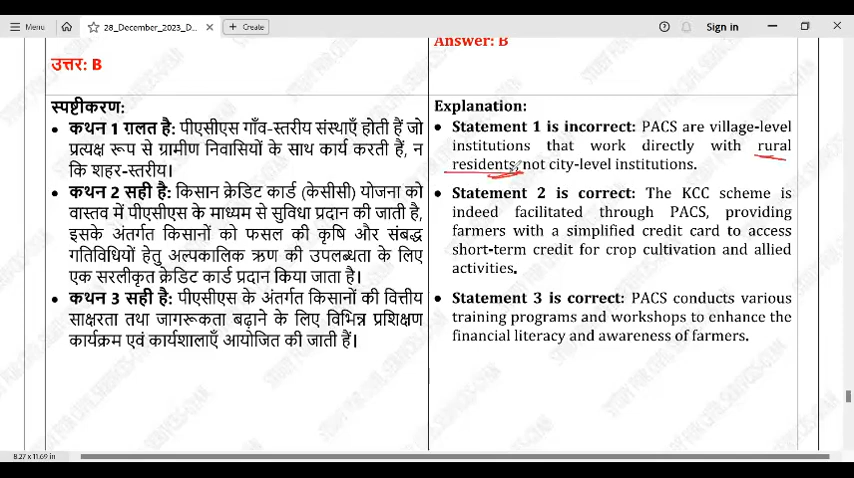 Menu
28_December_2023_D...
+ Create
Sign in
उत्तर: B
Answer: B
स्पष्टीकरण:
• कथन 1 ग़लत है: पीएसीएस गाँव-स्तरीय संस्थाएँ होती हैं जो
प्रत्यक्ष रूप से ग्रामीण निवासियों के साथ कार्य करती हैं, न
कि शहर-स्तरीय।
• कथन 2 सही है: किसान क्रेडिट कार्ड (केसीसी) योजना को
वास्तव में पीएसीएस के माध्यम से सुविधा प्रदान की जाती है,
इसके अंतर्गत किसानों को फसल की कृषि और संबद्ध
गतिविधियों हेतु अल्पकालिक ऋण की उपलब्धता के लिए
एक सरलीकृत क्रेडिट कार्ड प्रदान किया जाता है।
• कथन 3 सही है: पीएसीएस के अंतर्गत किसानों की वित्तीय
साक्षरता तथा जागरूकता बढ़ाने के लिए विभिन्न प्रशिक्षण
कार्यक्रम एवं कार्यशालाएँ आयोजित की जाती हैं।
Explanation:
• Statement 1 is incorrect: PACS are village-level
institutions that work directly with rural
residents, not city-level institutions.
• Statement 2 is correct: The KCC scheme is
indeed facilitated through PACS, providing
farmers with a simplified credit card to access
short-term credit for crop cultivation and allied
activities.
• Statement 3 is correct: PACS conducts various
training programs and workshops to enhance the
financial literacy and awareness of farmers.
8.27 x 11.69 in